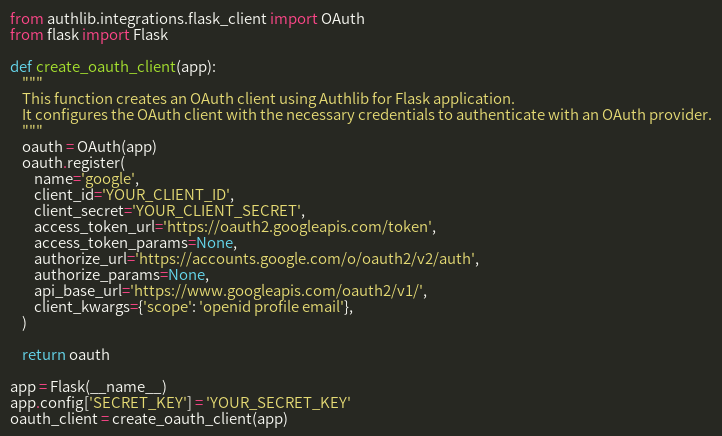 from authlib.integrations.flask_client import OAuth
from flask import Flask

def create_oauth_client(app):
    """
    This function creates an OAuth client using Authlib for Flask application.
    It configures the OAuth client with the necessary credentials to authenticate with an OAuth provider.
    """
    oauth = OAuth(app)
    oauth.register(
        name='google',
        client_id='YOUR_CLIENT_ID',
        client_secret='YOUR_CLIENT_SECRET',
        access_token_url='https://oauth2.googleapis.com/token',
        access_token_params=None,
        authorize_url='https://accounts.google.com/o/oauth2/v2/auth',
        authorize_params=None,
        api_base_url='https://www.googleapis.com/oauth2/v1/',
        client_kwargs={'scope': 'openid profile email'},
    )

    return oauth

app = Flask(__name__)
app.config['SECRET_KEY'] = 'YOUR_SECRET_KEY'
oauth_client = create_oauth_client(app)